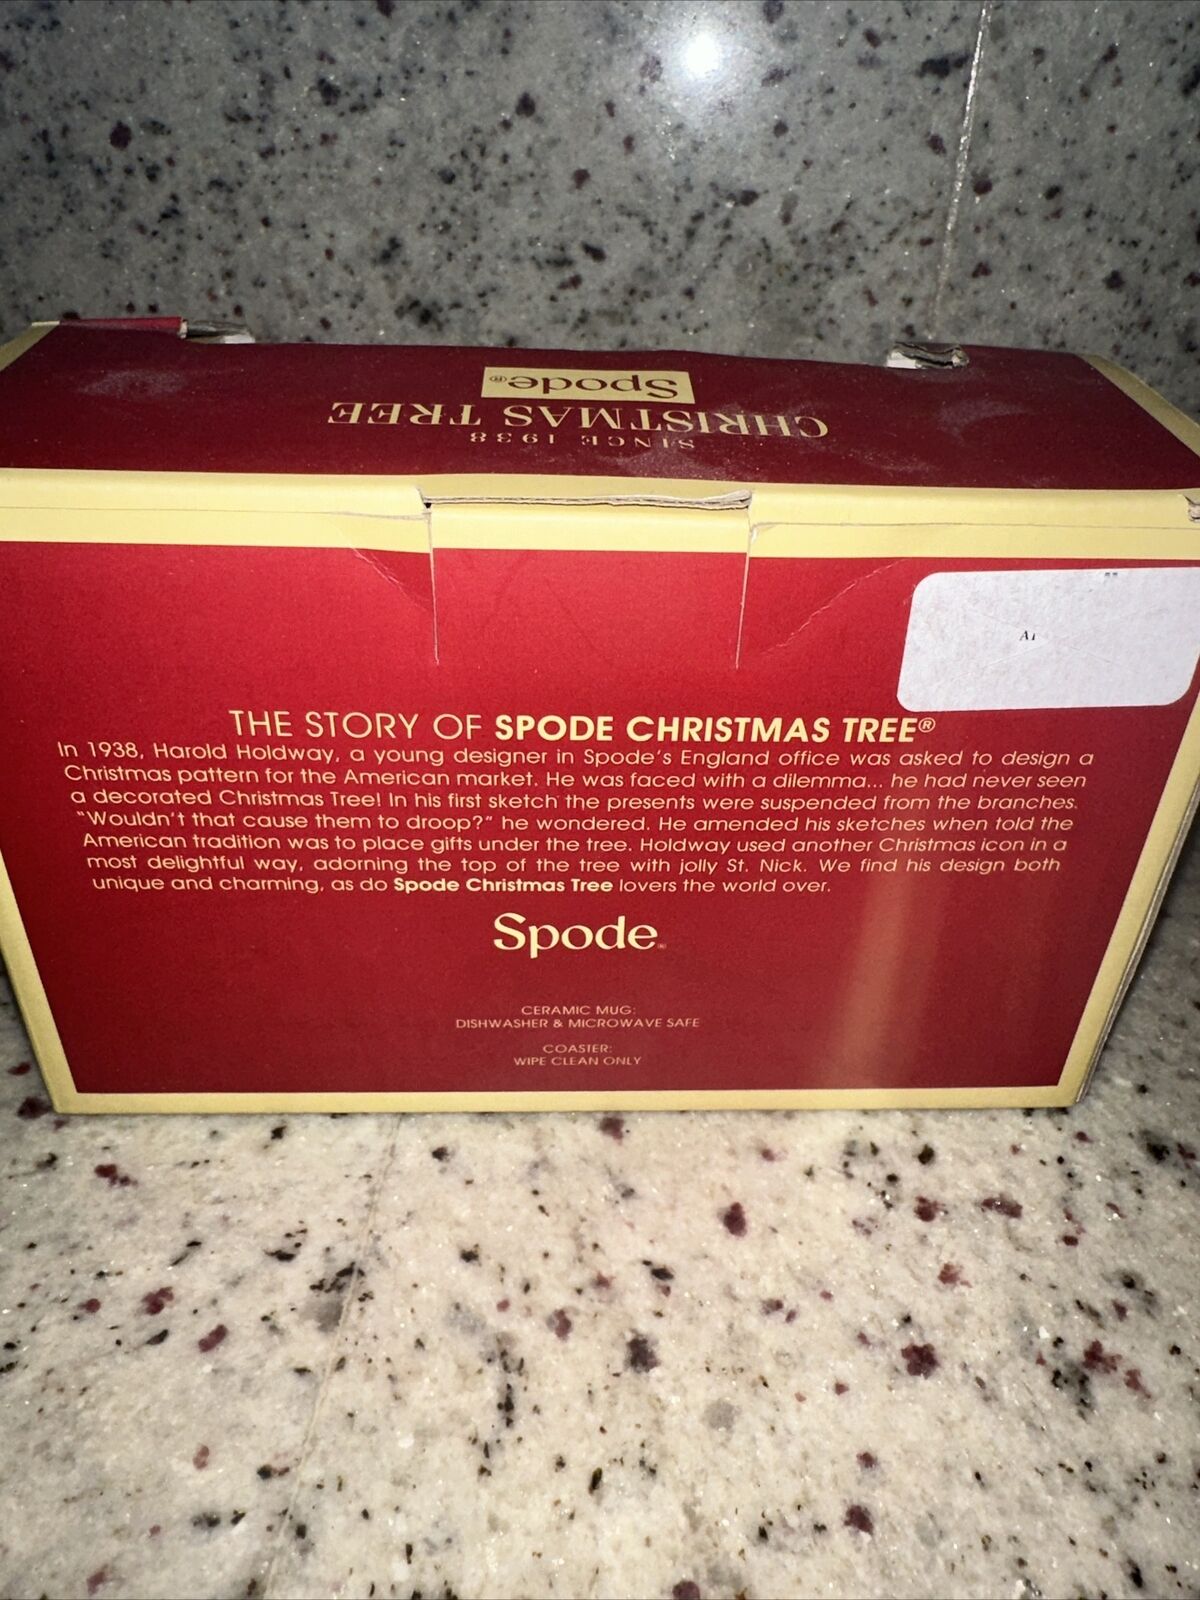 Spode®
CHRISTMAS TREE
SINCE 1938
THE STORY OF SPODE CHRISTMAS TREE®
In 1938, Harold Holdway, a young designer in Spode's England office was asked to design a
Christmas pattern for the American market. He was faced with a dilemma... he had never seen
a decorated Christmas Tree! In his first sketch the presents were suspended from the branches.
"Wouldn't that cause them to droop?" he wondered. He amended his sketches when told the
American tradition was to place gifts under the tree. Holdway used another Christmas icon in a
most delightful way, adorning the top of the tree with jolly St. Nick. We find his design both
unique and charming, as do Spode Christmas Tree lovers the world over.
Spode®
CERAMIC MUG:
DISHWASHER & MICROWAVE SAFE
COASTER:
WIPE CLEAN ONLY